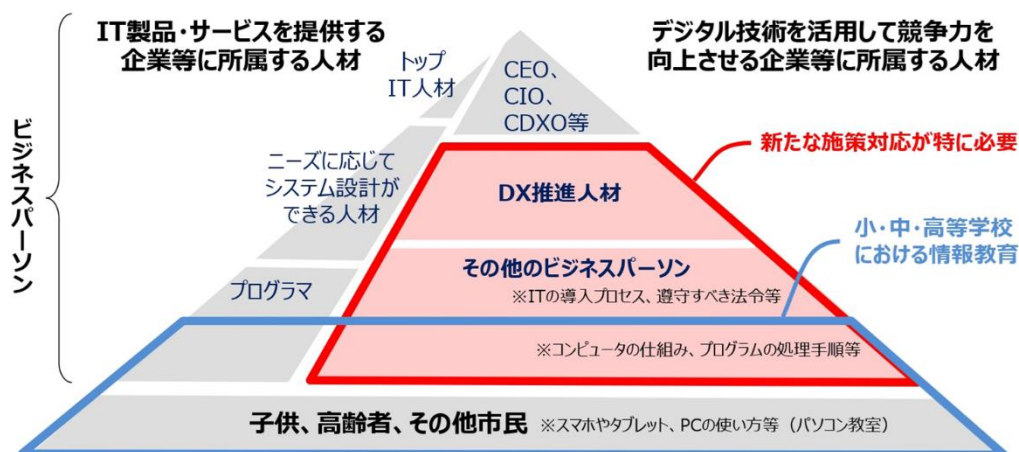 IT製品・サービスを提供する
企業等に所属する人材
デジタル技術を活用して競争力を
向上させる企業等に所属する人材
ビジネスパーソン
トップ
IT人材
CEO、
CIO、
CDXO等
新たな施策対応が特に必要
ニーズに応じて
システム設計が
できる人材
DX推進人材
小・中・高等学校
における情報教育
プログラマ
その他のビジネスパーソン
※ITの導入プロセス、遵守すべき法令等
※コンピュータの仕組み、プログラムの処理手順等
子供、高齢者、その他市民 ※スマホやタブレット、PCの使い方等（パソコン教室）